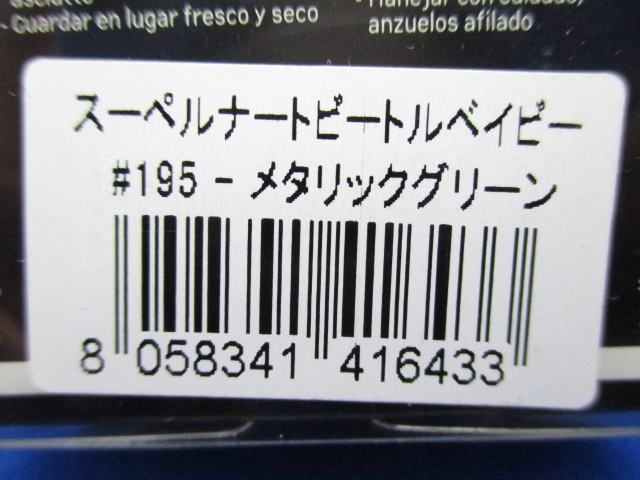 - Guardar en lugar fresco y seco
anzuelos afilado
スーペルナートビートルベイビー
#195 - メタリックグリーン
8 058341 416433